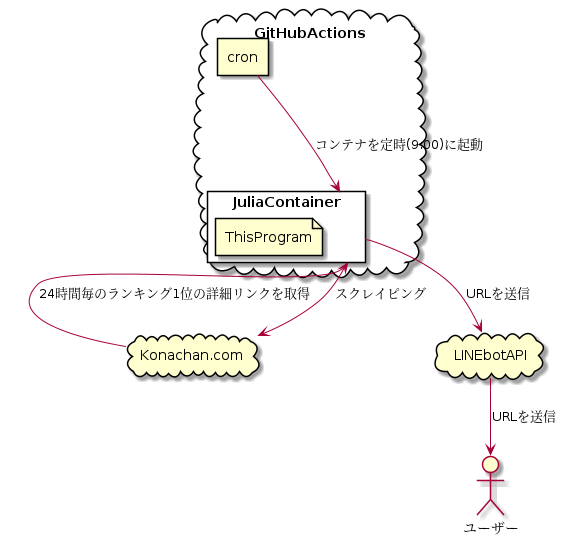 GitHubActions
cron
コンテナを定時(9:00)に起動
JuliaContainer
ThisProgram
24時間毎のランキング1位の詳細リンクを取得
スクレイピング
URLを送信
Konachan.com
LINEbotAPI
URLを送信
ユーザー